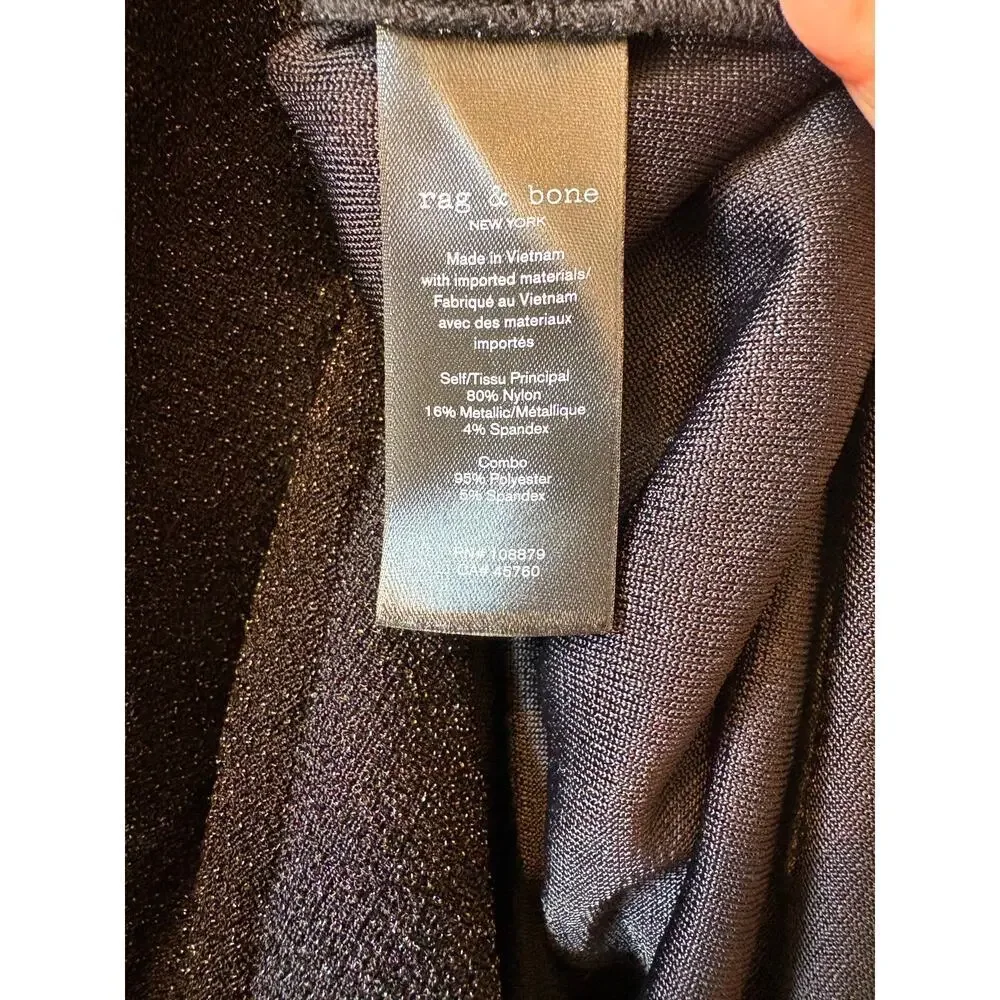 rag & bone
NEW YORK
Made in Vietnam
with imported materials/
Fabriqué au Vietnam
avec des materiaux
importés
Self/Tissu Principal
80% Nylon
16% Metallic/Métallique
4% Spandex
Combo
95% Polyester
5% Spandex
RN# 108879
CA# 45760